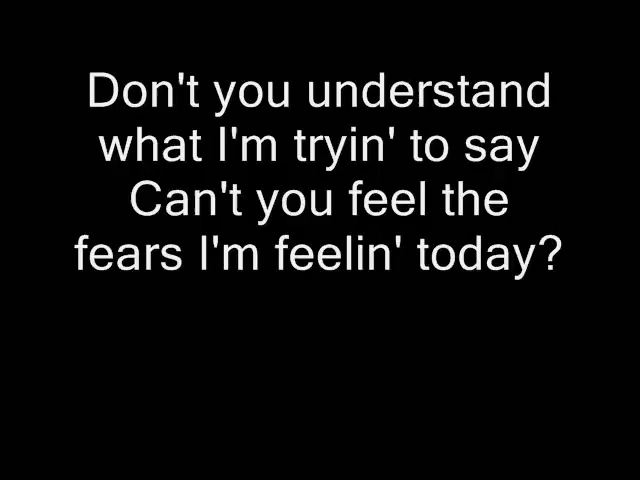 Don't you understand
what I'm tryin' to say
Can't you feel the
fears I'm feelin' today?